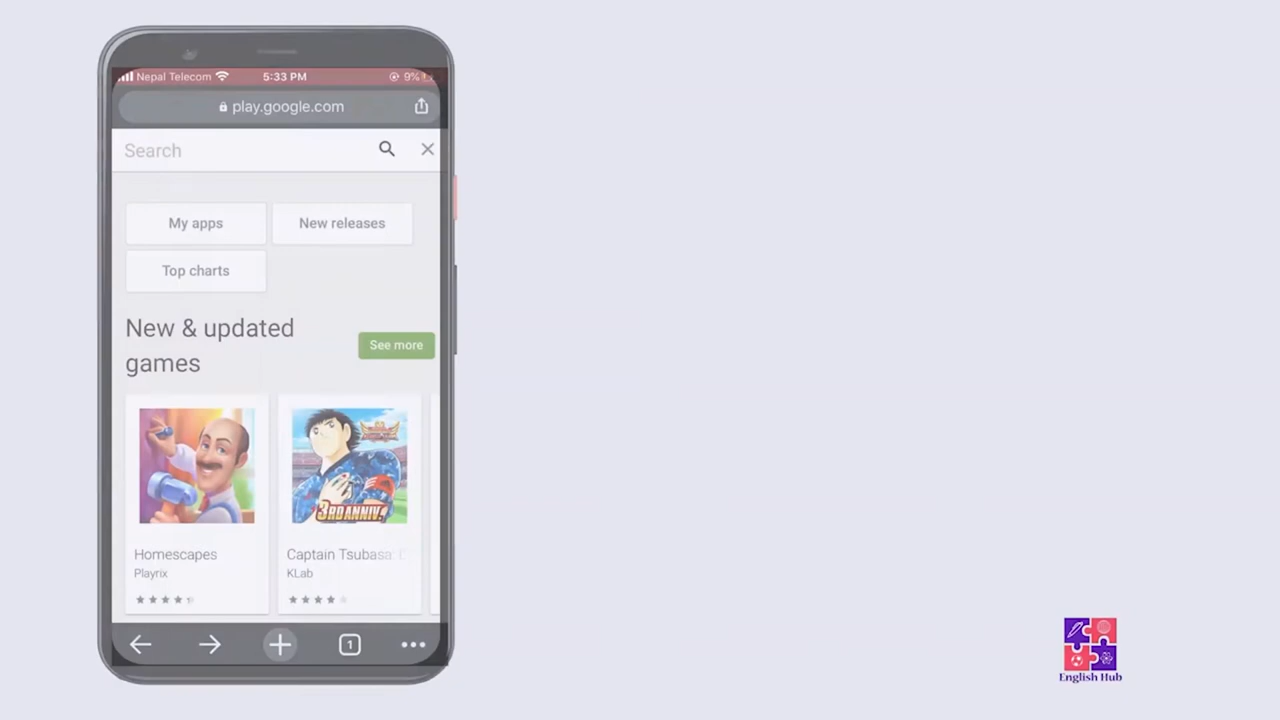 Nepal Telecom 5:33 PM 9%
play.google.com
Search
My apps New releases
Top charts
New & updated
games
See more
3RD ANNIV.
Homescapes Captain Tsubasa:
Playrix KLab
1
English Hub